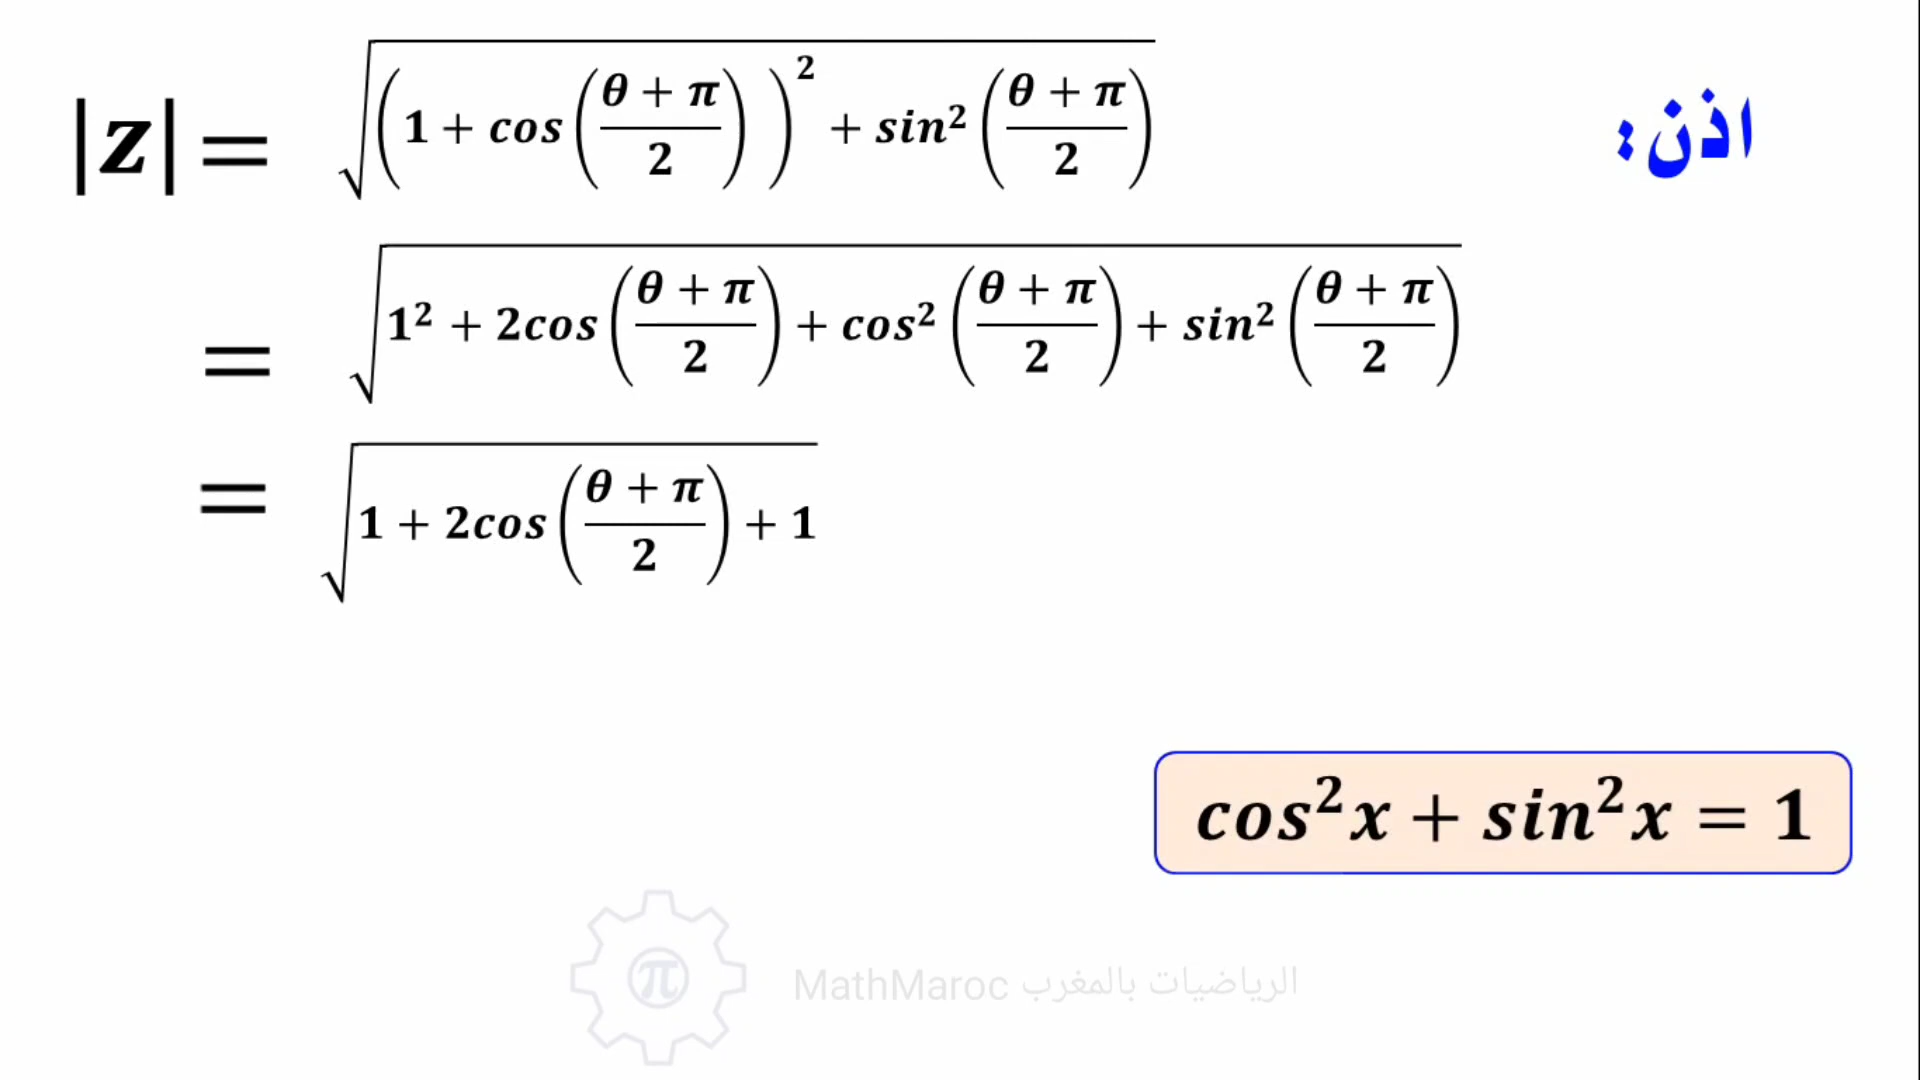 اذن:
|z| = √((1 + cos((θ + π)/2))² + sin²((θ + π)/2))
= √(1² + 2cos((θ + π)/2) + cos²((θ + π)/2) + sin²((θ + π)/2))
= √(1 + 2cos((θ + π)/2) + 1)
cos²x + sin²x = 1
π
MathMaroc الرياضيات بالمغرب